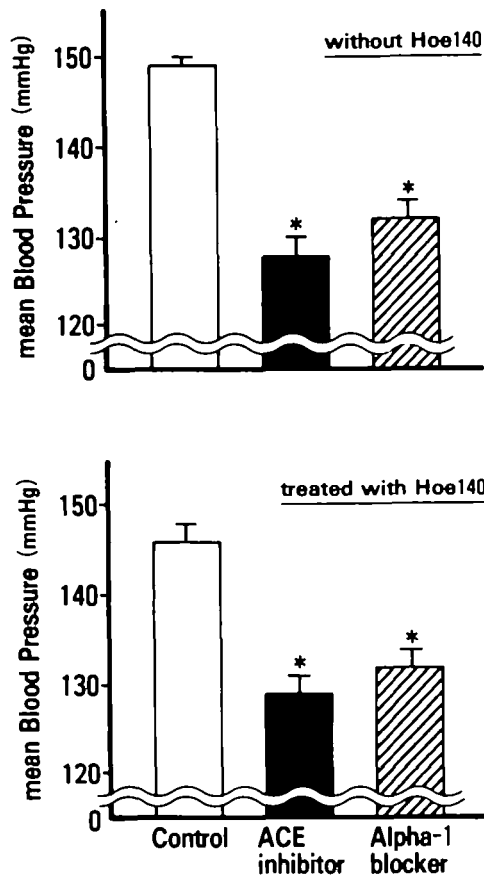 without Hoe140
mean Blood Pressure (mmHg)
150
140
130
120
0
*
*
treated with Hoe140
mean Blood Pressure (mmHg)
150
140
130
120
0
*
*
Control
ACE
inhibitor
Alpha-1
blocker